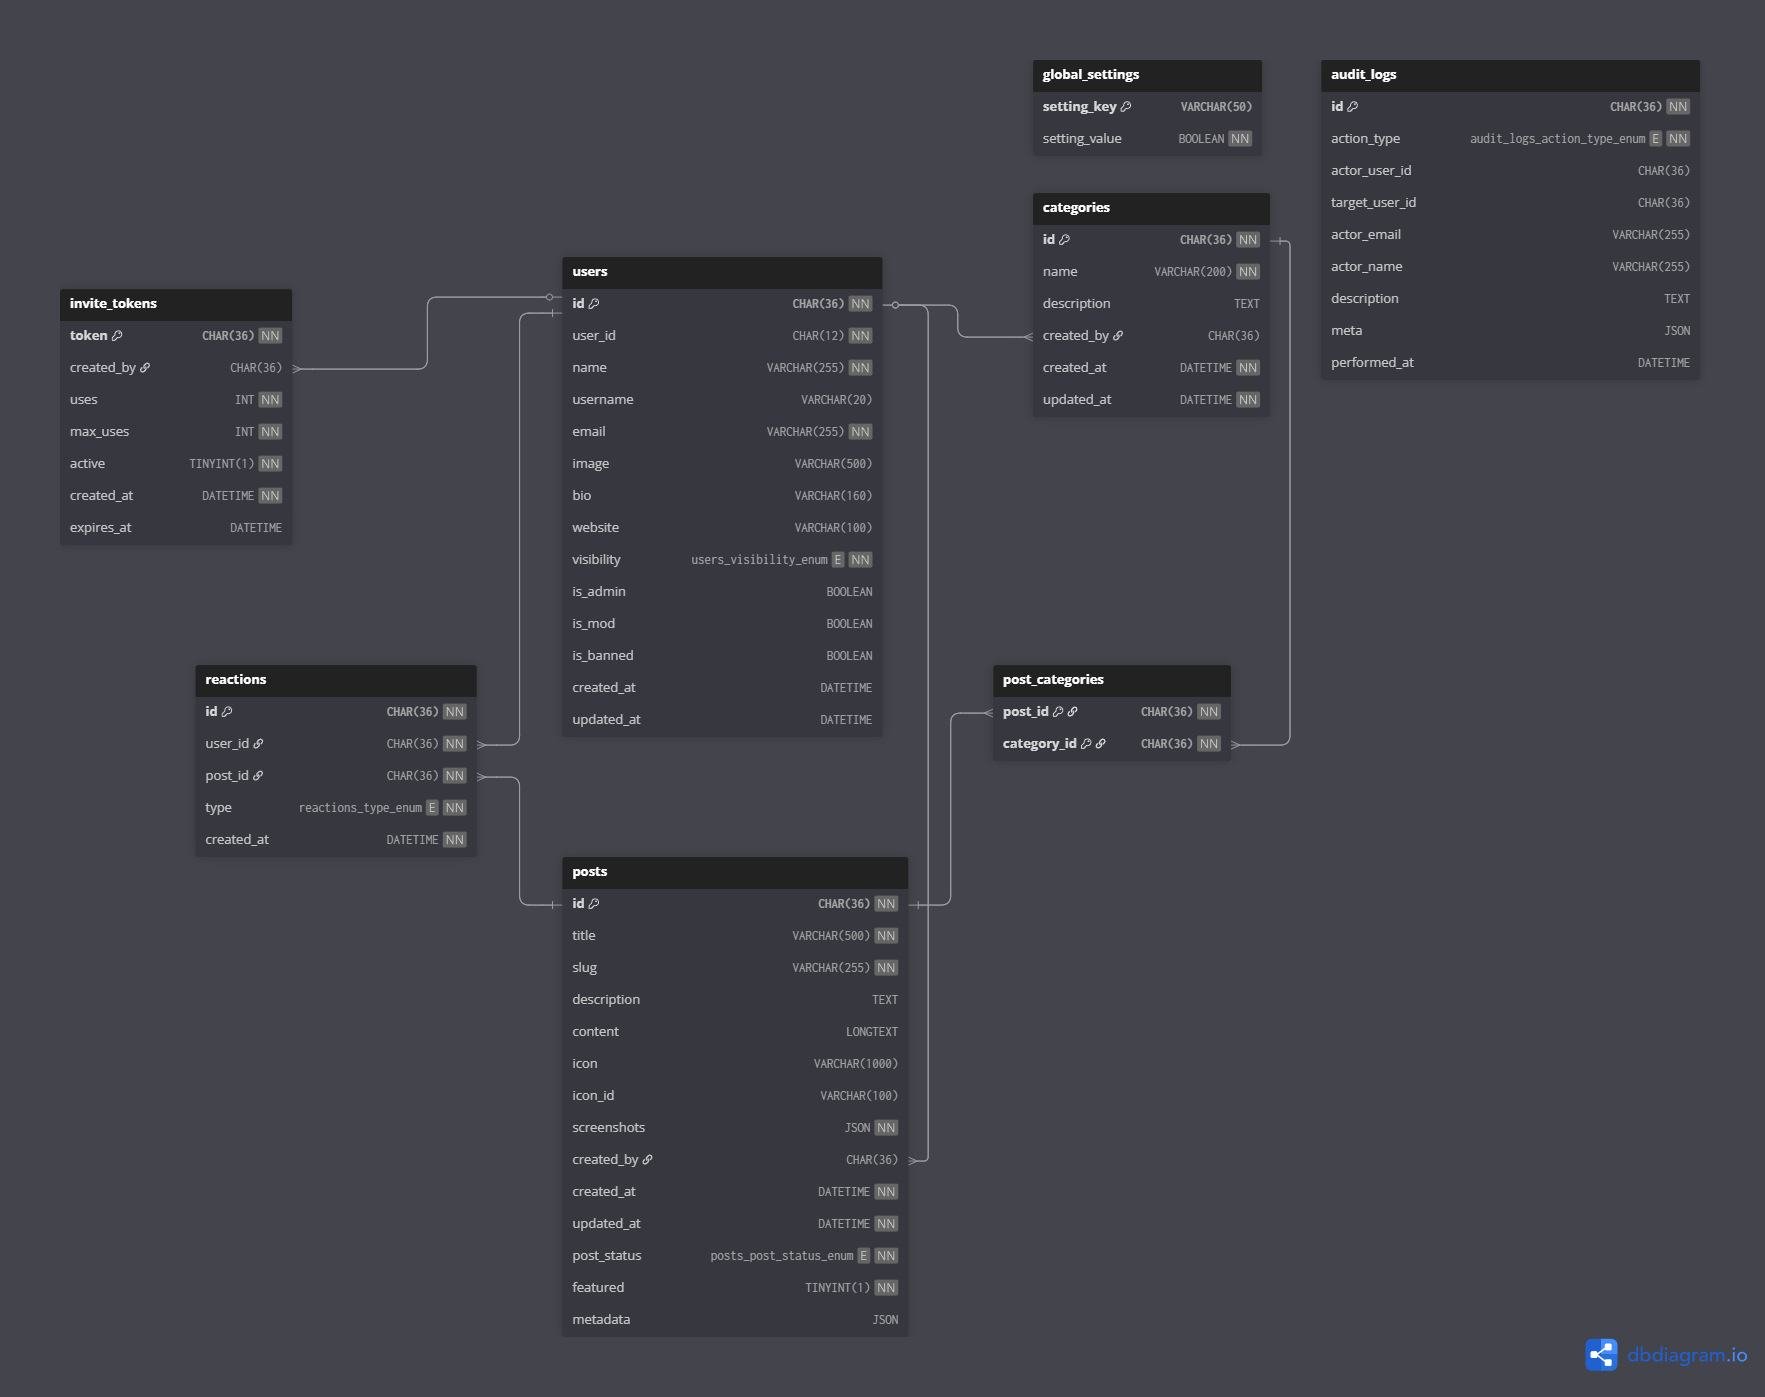 global_settings
setting_key VARCHAR(50)
setting_value BOOLEAN NN
audit_logs
id CHAR(36) NN
action_type audit_logs_action_type_enum E NN
actor_user_id CHAR(36)
target_user_id CHAR(36)
actor_email VARCHAR(255)
actor_name VARCHAR(255)
description TEXT
meta JSON
performed_at DATETIME
categories
id CHAR(36) NN
name VARCHAR(200) NN
description TEXT
created_by CHAR(36)
created_at DATETIME NN
updated_at DATETIME NN
users
id CHAR(36) NN
user_id CHAR(12) NN
name VARCHAR(255) NN
username VARCHAR(20)
email VARCHAR(255) NN
image VARCHAR(500)
bio VARCHAR(160)
website VARCHAR(100)
visibility users_visibility_enum E NN
is_admin BOOLEAN
is_mod BOOLEAN
is_banned BOOLEAN
created_at DATETIME
updated_at DATETIME
invite_tokens
token CHAR(36) NN
created_by CHAR(36)
uses INT NN
max_uses INT NN
active TINYINT(1) NN
created_at DATETIME NN
expires_at DATETIME
reactions
id CHAR(36) NN
user_id CHAR(36) NN
post_id CHAR(36) NN
type reactions_type_enum E NN
created_at DATETIME NN
post_categories
post_id CHAR(36) NN
category_id CHAR(36) NN
posts
id CHAR(36) NN
title VARCHAR(500) NN
slug VARCHAR(255) NN
description TEXT
content LONGTEXT
icon VARCHAR(1000)
icon_id VARCHAR(100)
screenshots JSON NN
created_by CHAR(36)
created_at DATETIME NN
updated_at DATETIME NN
post_status posts_post_status_enum E NN
featured TINYINT(1) NN
metadata JSON
dbdiagram.io